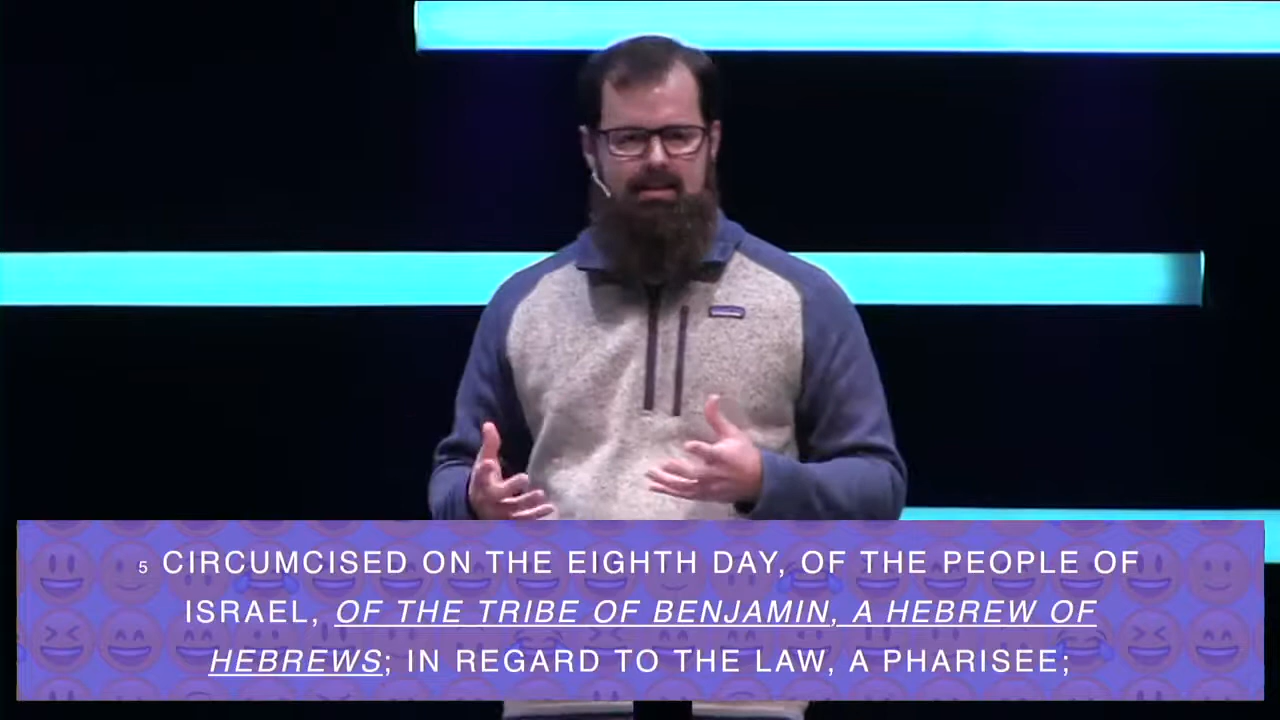 5 CIRCUMCISED ON THE EIGHTH DAY, OF THE PEOPLE OF
ISRAEL, OF THE TRIBE OF BENJAMIN, A HEBREW OF
HEBREWS; IN REGARD TO THE LAW, A PHARISEE;